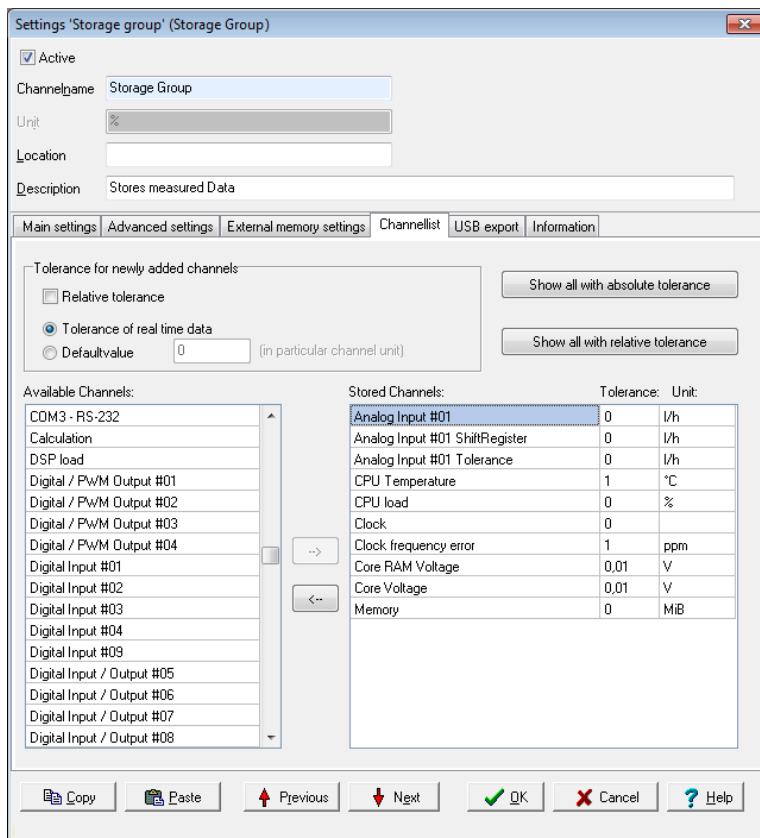 Settings 'Storage group' (Storage Group)
Active
Channelname Storage Group
Unit %
Location
Description Stores measured Data
Main settings Advanced settings External memory settings Channellist USB export Information
Tolerance for newly added channels
Relative tolerance
Tolerance of real time data
Defaultvalue 0 (in particular channel unit)
Show all with absolute tolerance
Show all with relative tolerance
Available Channels:
COM3 - RS-232
Calculation
DSP load
Digital / PWM Output #01
Digital / PWM Output #02
Digital / PWM Output #03
Digital / PWM Output #04
Digital Input #01
Digital Input #02
Digital Input #03
Digital Input #04
Digital Input #09
Digital Input / Output #05
Digital Input / Output #06
Digital Input / Output #07
Digital Input / Output #08
-->
<--
Stored Channels: Tolerance: Unit:
Analog Input #01 0 l/h
Analog Input #01 ShiftRegister 0 l/h
Analog Input #01 Tolerance 0 l/h
CPU Temperature 1 °C
CPU load 0 %
Clock 0
Clock frequency error 1 ppm
Core RAM Voltage 0,01 V
Core Voltage 0,01 V
Memory 0 MiB
Copy Paste Previous Next OK Cancel ? Help